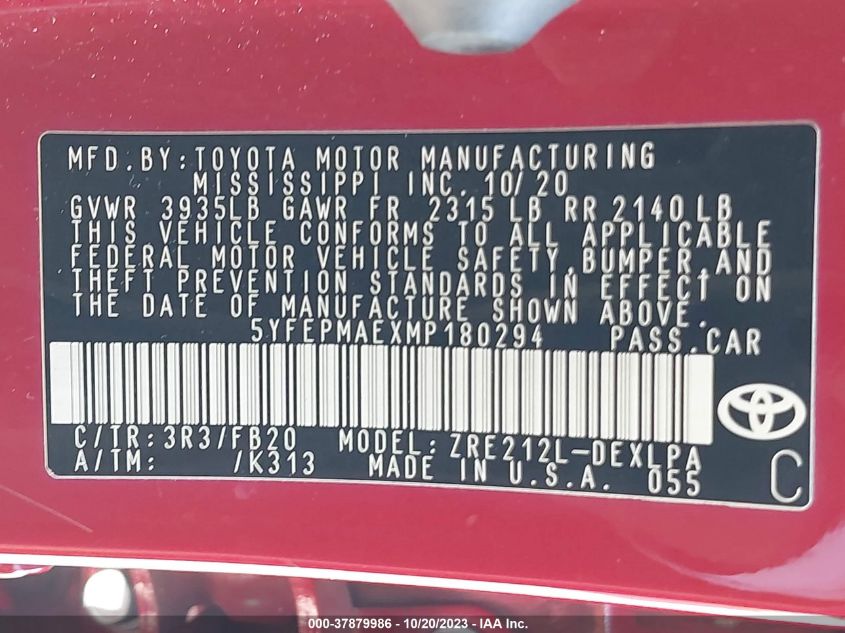 MFD.BY:TOYOTA MOTOR MANUFACTURING
MISSISSIPPI INC. 10/20
GVWR 3935LB GAWR FR 2315 LB RR 2140 LB
THIS VEHICLE CONFORMS TO ALL APPLICABLE
FEDERAL MOTOR VEHICLE SAFETY,BUMPER,AND
THEFT PREVENTION STANDARDS IN EFFECT ON
THE DATE OF MANUFACTURE SHOWN ABOVE.
5YFEPMAEXMP180294 PASS.CAR
C/TR:3R3/FB20 MODEL:ZRE212L-DEXLPA
A/TM: /K313 MADE IN U.S.A. 055
C
000-37879986 - 10/20/2023 - IAA Inc.